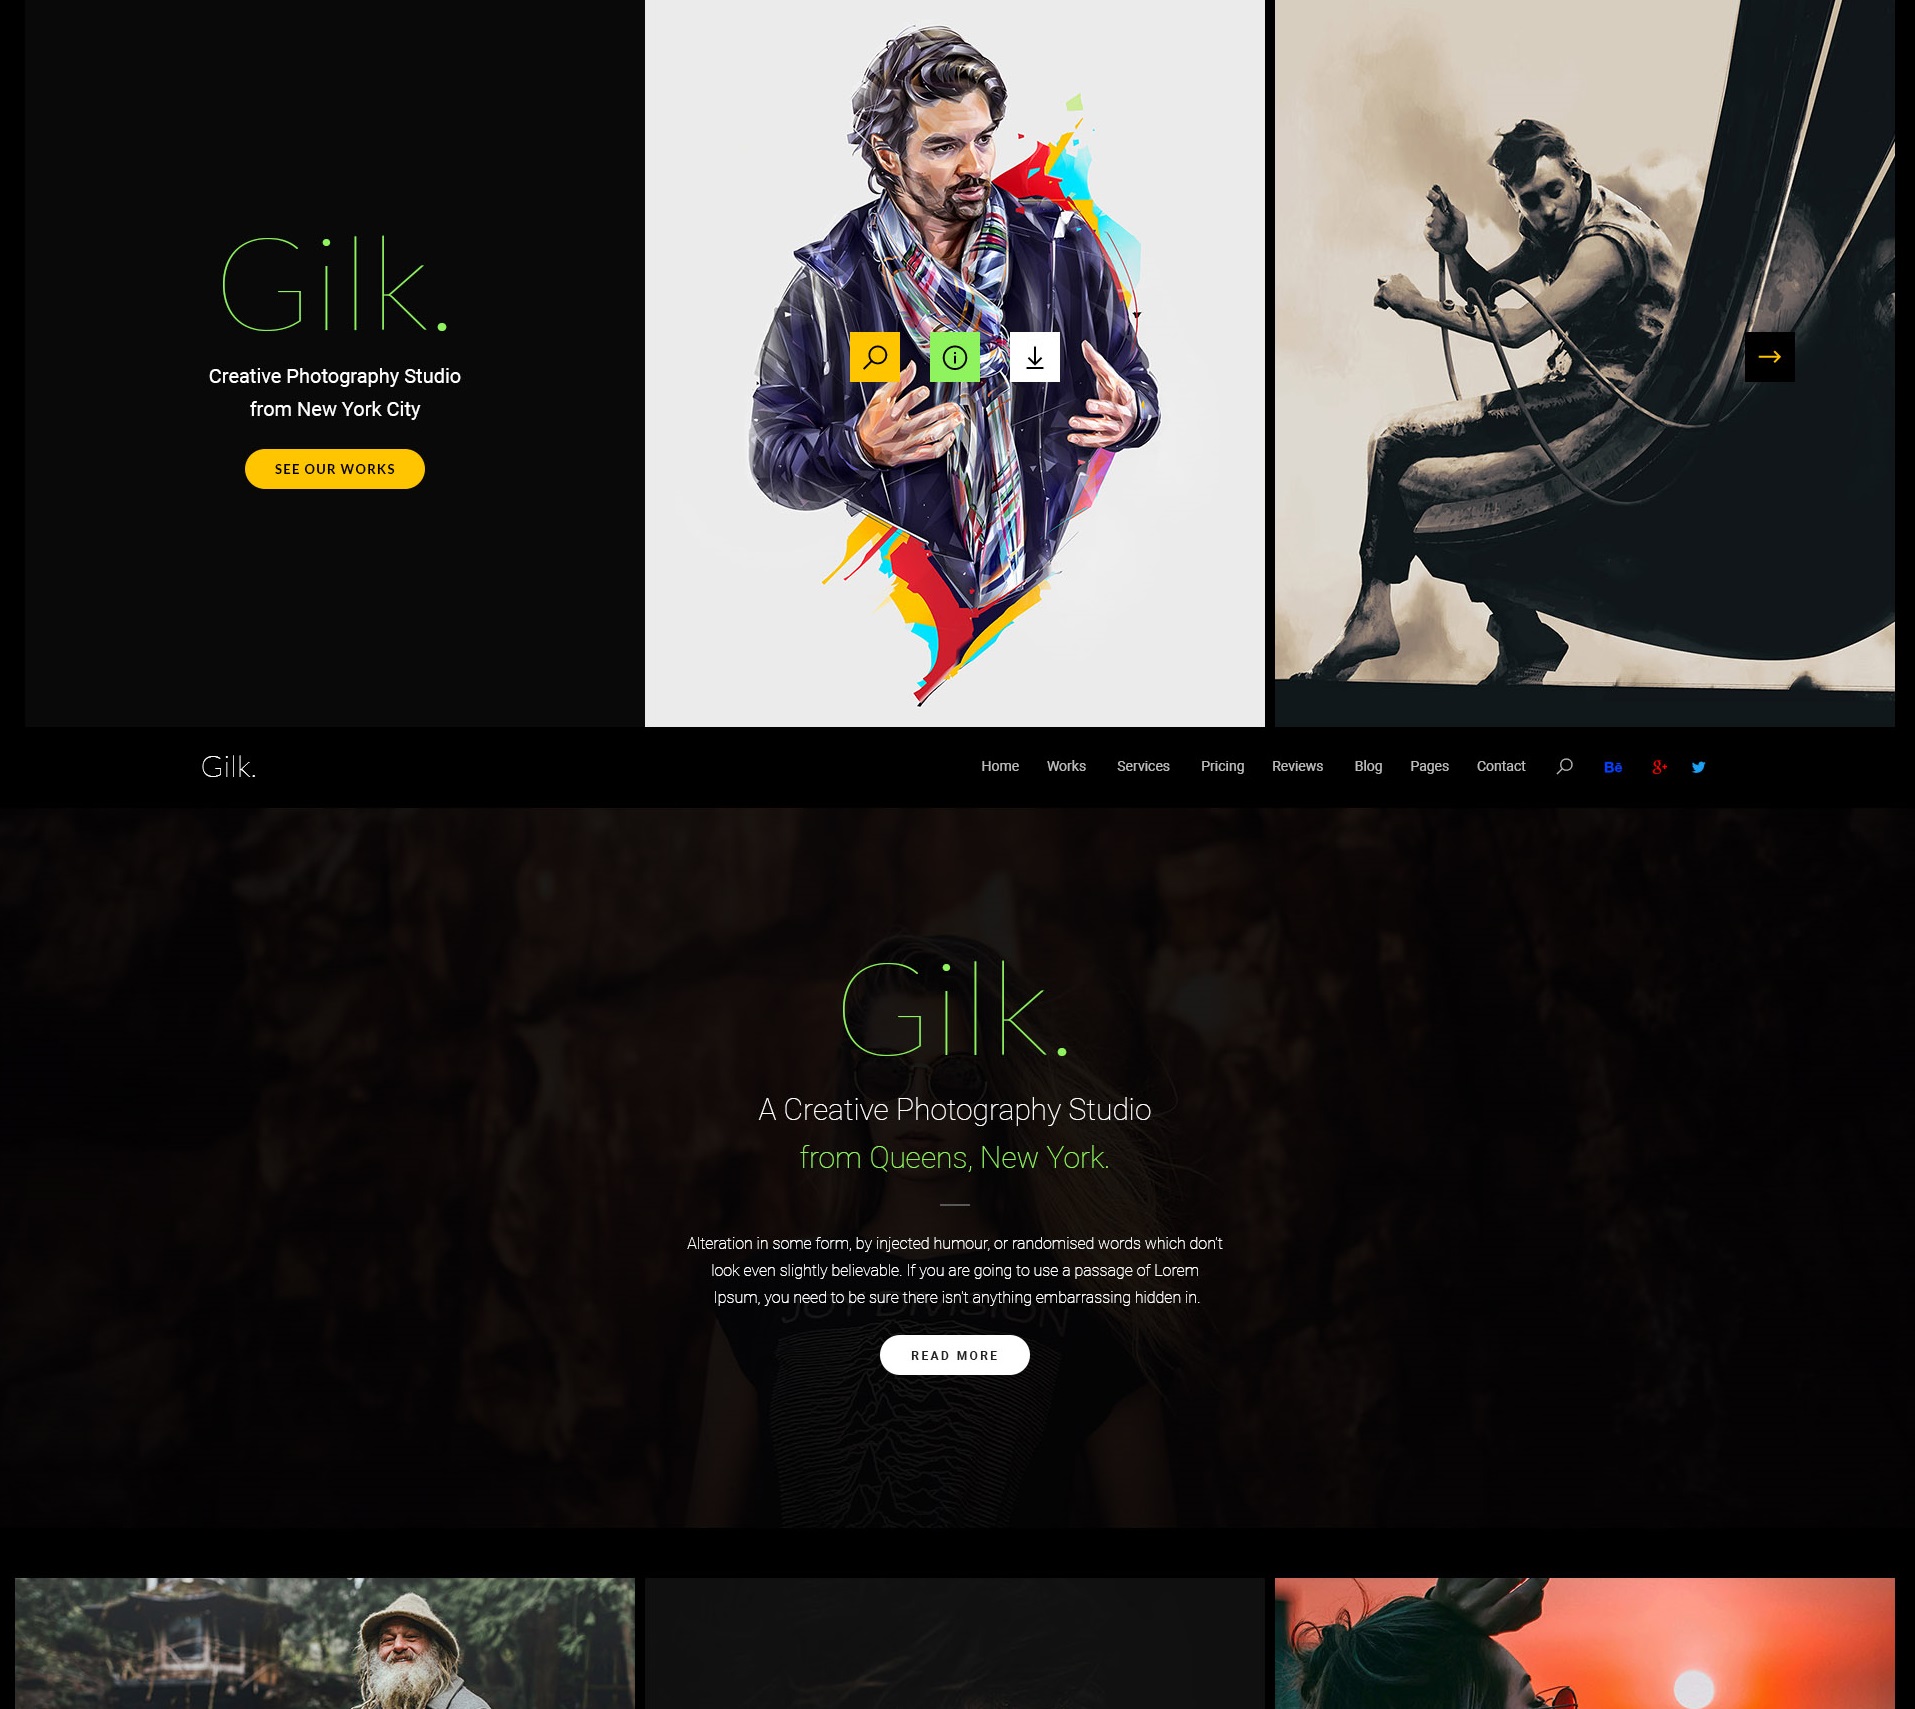 Gilk.
Creative Photography Studio
from New York City
SEE OUR WORKS
Gilk.
Home Works Services Pricing Reviews Blog Pages Contact Bē g+
Gilk.
A Creative Photography Studio
from Queens, New York.
Alteration in some form, by injected humour, or randomised words which don't
look even slightly believable. If you are going to use a passage of Lorem
Ipsum, you need to be sure there isn't anything embarrassing hidden in.
JOY DIVISION
READ MORE